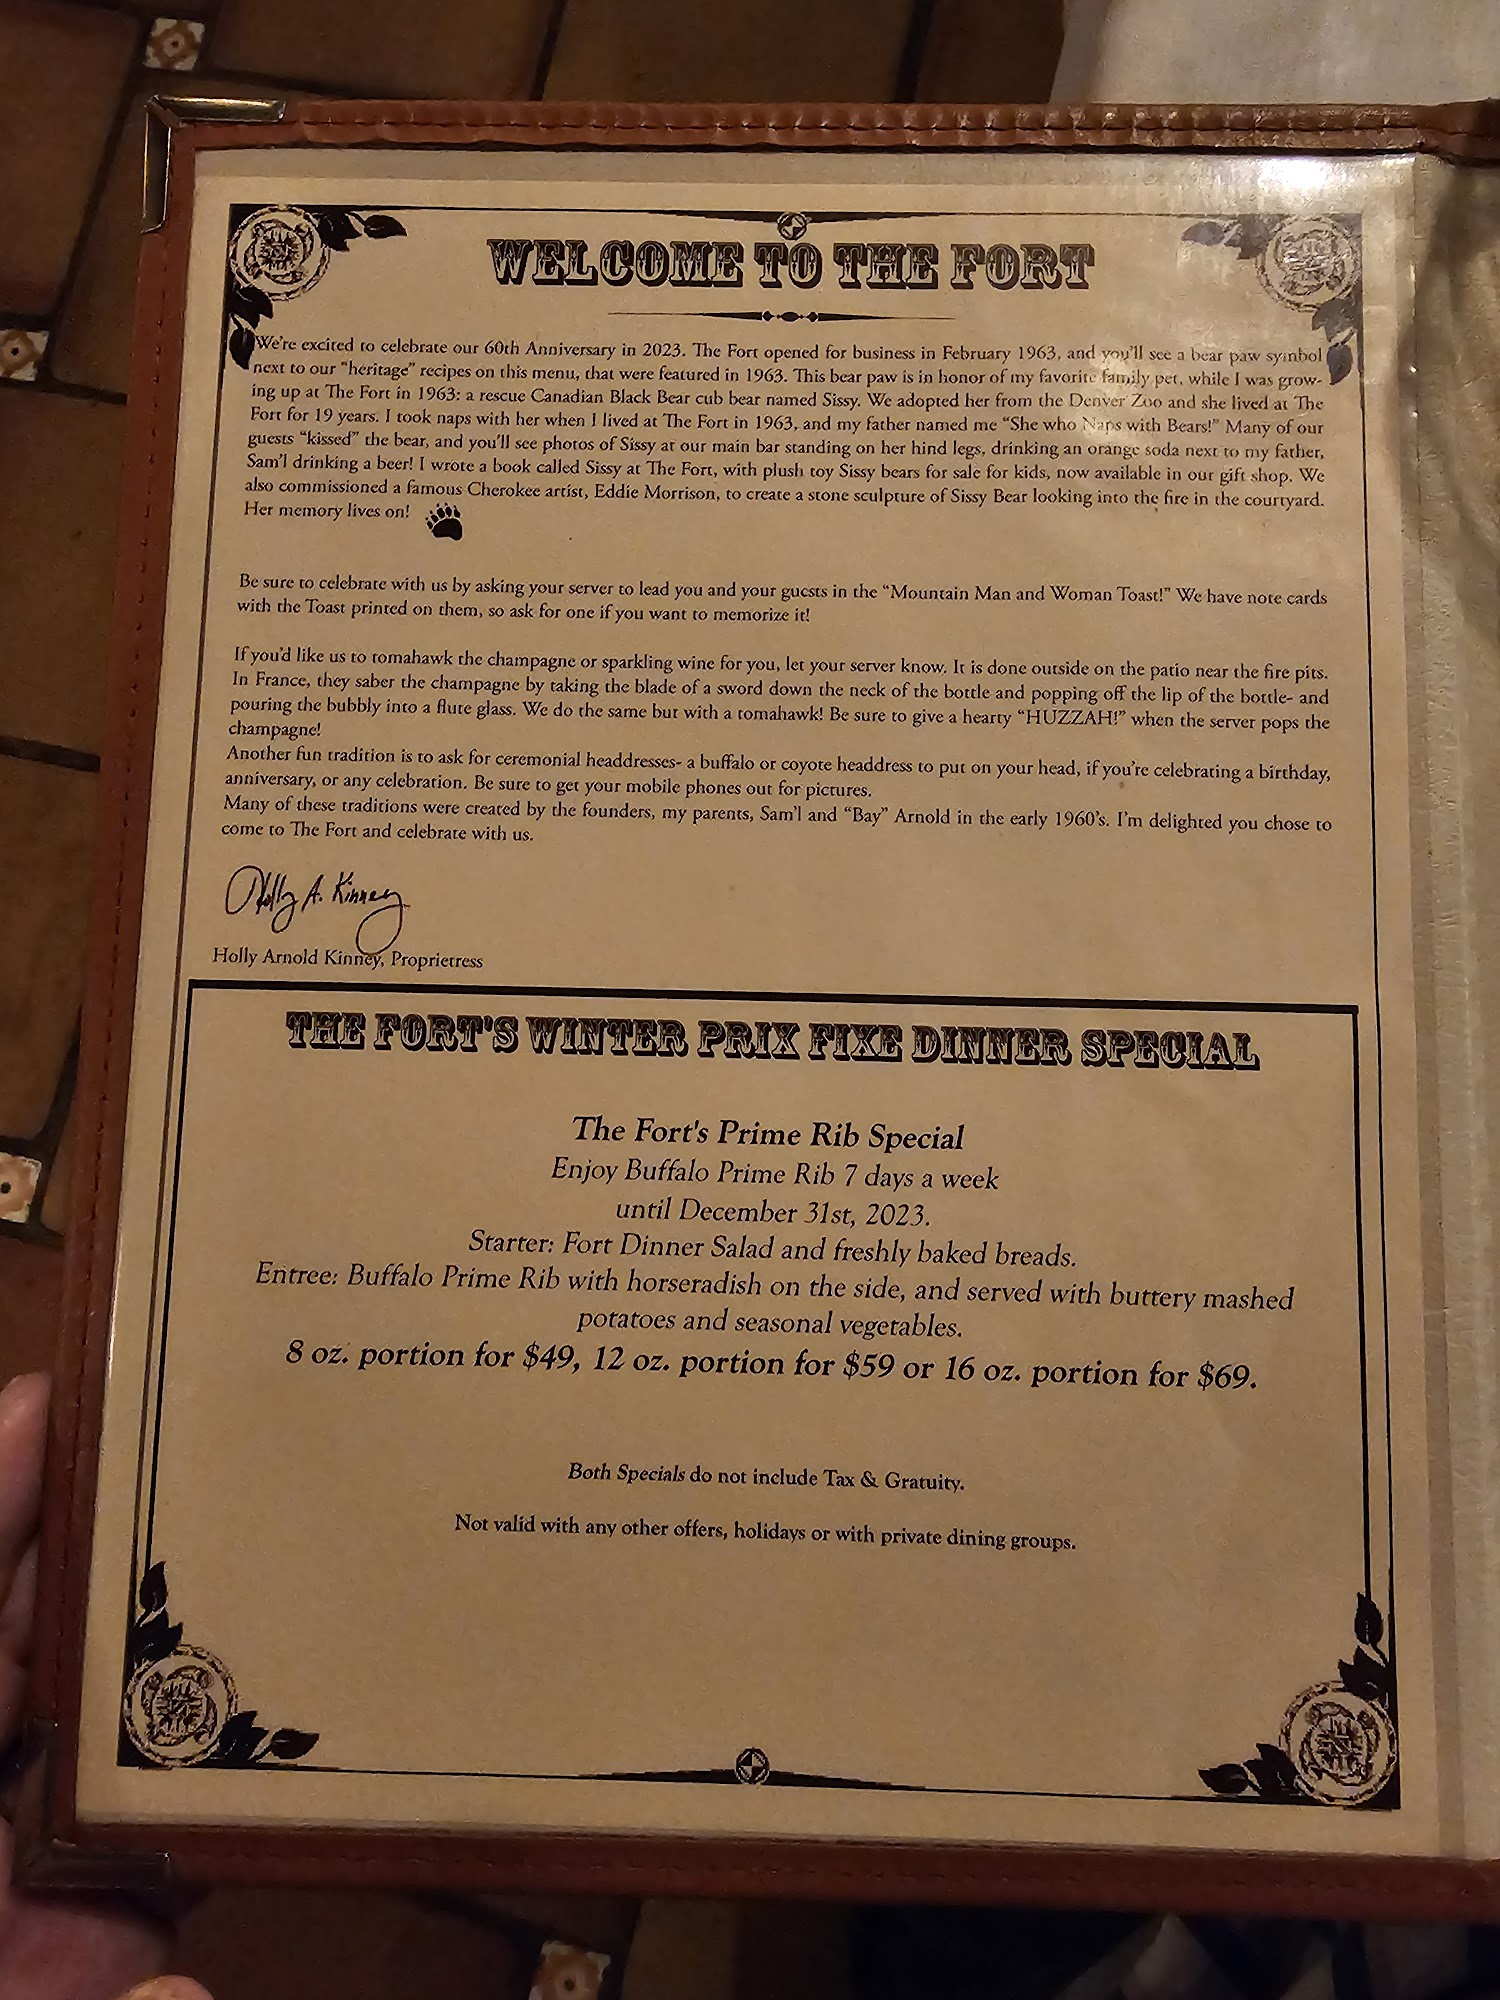 WELCOME TO THE FORT
We're excited to celebrate our 60th Anniversary in 2023. The Fort opened for business in February 1963, and you'll see a bear paw symbol
next to our "heritage" recipes on this menu, that were featured in 1963. This bear paw is in honor of my favorite family pet, while I was grow-
ing up at The Fort in 1963: a rescue Canadian Black Bear cub bear named Sissy. We adopted her from the Denver Zoo and she lived at The
Fort for 19 years. I took naps with her when I lived at The Fort in 1963, and my father named me "She who Naps with Bears!" Many of our
guests "kissed" the bear, and you'll see photos of Sissy at our main bar standing on her hind legs, drinking an orange soda next to my father,
Sam'l drinking a beer! I wrote a book called Sissy at The Fort, with plush toy Sissy bears for sale for kids, now available in our gift shop. We
also commissioned a famous Cherokee artist, Eddie Morrison, to create a stone sculpture of Sissy Bear looking into the fire in the courtyard.
Her memory lives on!
Be sure to celebrate with us by asking your server to lead you and your guests in the "Mountain Man and Woman Toast!" We have note cards
with the Toast printed on them, so ask for one if you want to memorize it!
If you'd like us to tomahawk the champagne or sparkling wine for you, let your server know. It is done outside on the patio near the fire pits.
In France, they saber the champagne by taking the blade of a sword down the neck of the bottle and popping off the lip of the bottle- and
pouring the bubbly into a flute glass. We do the same but with a tomahawk! Be sure to give a hearty "HUZZAH!" when the server pops the
champagne!
Another fun tradition is to ask for ceremonial headdresses- a buffalo or coyote headdress to put on your head, if you're celebrating a birthday,
anniversary, or any celebration. Be sure to get your mobile phones out for pictures.
Many of these traditions were created by the founders, my parents, Sam'l and "Bay" Arnold in the early 1960's. I'm delighted you chose to
come to The Fort and celebrate with us.
Holly A. Kinney
Holly Arnold Kinney, Proprietress
THE FORT'S WINTER PRIX FIXE DINNER SPECIAL
The Fort's Prime Rib Special
Enjoy Buffalo Prime Rib 7 days a week
until December 31st, 2023.
Starter: Fort Dinner Salad and freshly baked breads.
Entree: Buffalo Prime Rib with horseradish on the side, and served with buttery mashed
potatoes and seasonal vegetables.
8 oz. portion for $49, 12 oz. portion for $59 or 16 oz. portion for $69.
Both Specials do not include Tax & Gratuity.
Not valid with any other offers, holidays or with private dining groups.